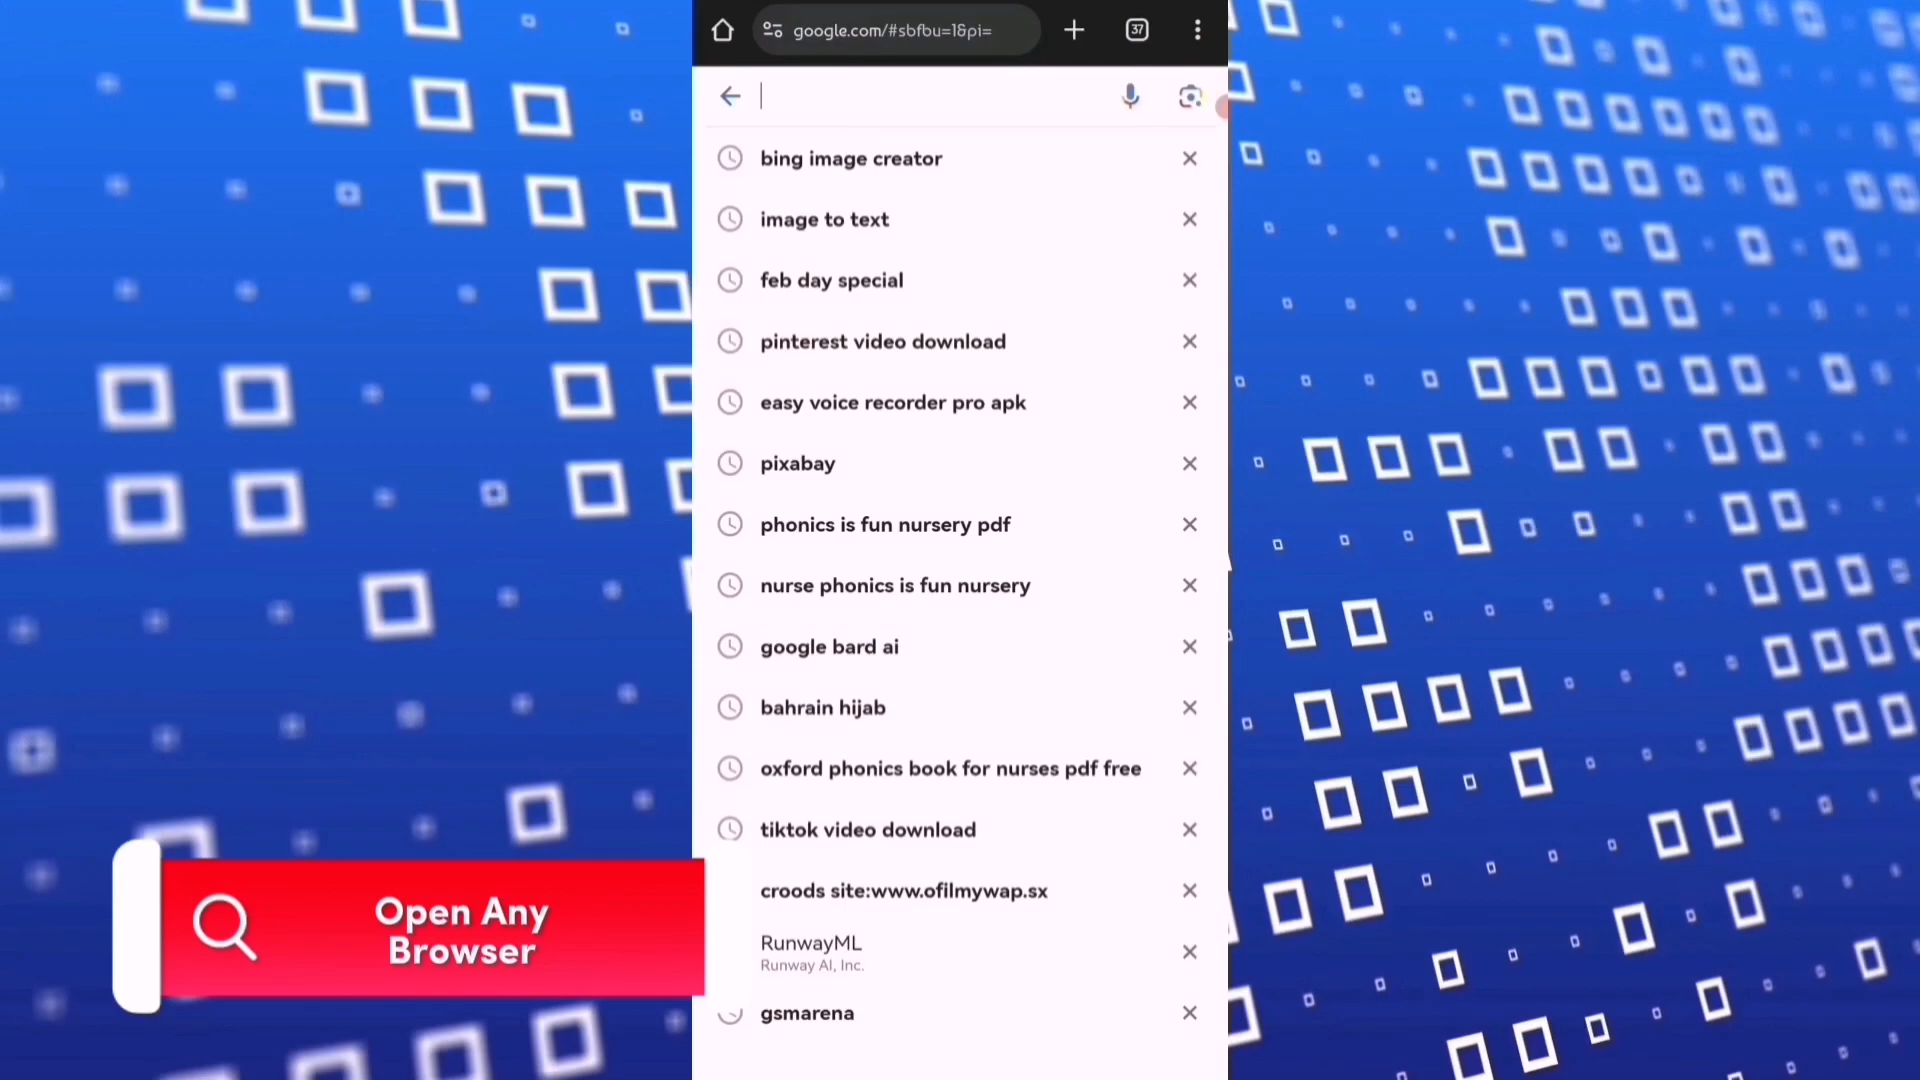 google.com/#sbfbu=1&pi=
37
bing image creator
image to text
feb day special
pinterest video download
easy voice recorder pro apk
pixabay
phonics is fun nursery pdf
nurse phonics is fun nursery
google bard ai
bahrain hijab
oxford phonics book for nurses pdf free
tiktok video download
croods site:www.ofilmywap.sx
RunwayML
Runway AI, Inc.
gsmarena
Open Any
Browser